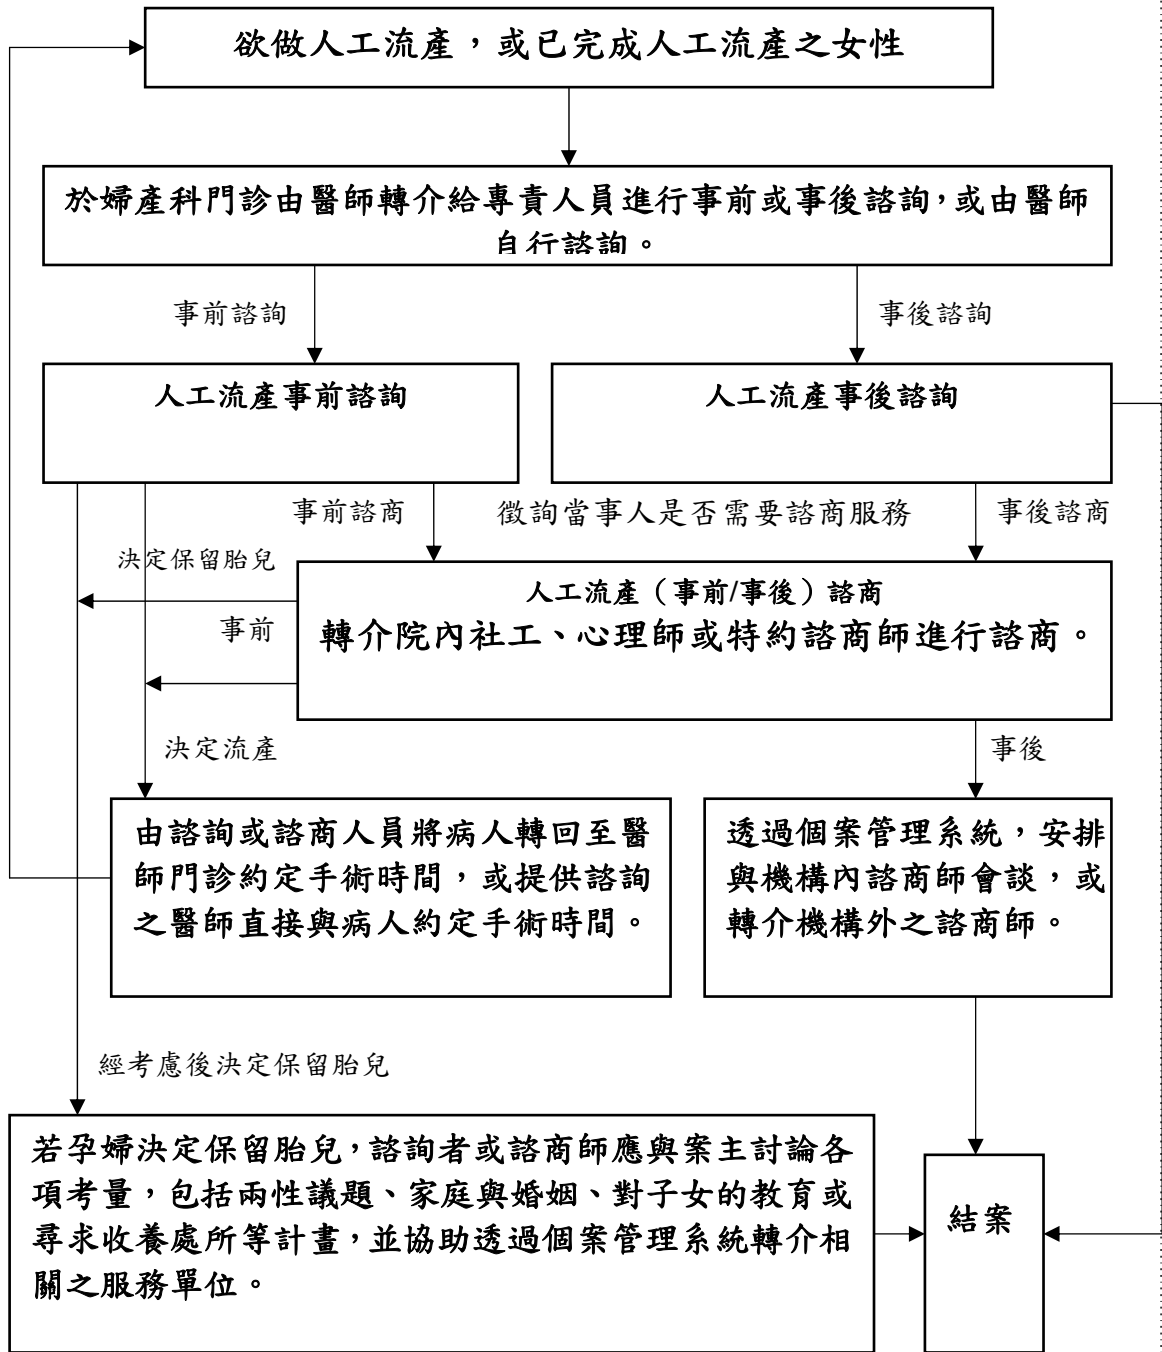 欲做人工流產，或已完成人工流產之女性
於婦產科門診由醫師轉介給專責人員進行事前或事後諮詢，或由醫師
自行諮詢。
事前諮詢
事後諮詢
人工流產事前諮詢
人工流產事後諮詢
事前諮商
徵詢當事人是否需要諮商服務
事後諮商
決定保留胎兒
人工流產（事前/事後）諮商
事前
轉介院內社工、心理師或特約諮商師進行諮商。
決定流產
事後
由諮詢或諮商人員將病人轉回至醫
師門診約定手術時間，或提供諮詢
之醫師直接與病人約定手術時間。
透過個案管理系統，安排
與機構內諮商師會談，或
轉介機構外之諮商師。
經考慮後決定保留胎兒
若孕婦決定保留胎兒，諮詢者或諮商師應與案主討論各
項考量，包括兩性議題、家庭與婚姻、對子女的教育或
尋求收養處所等計畫，並協助透過個案管理系統轉介相
關之服務單位。
結案